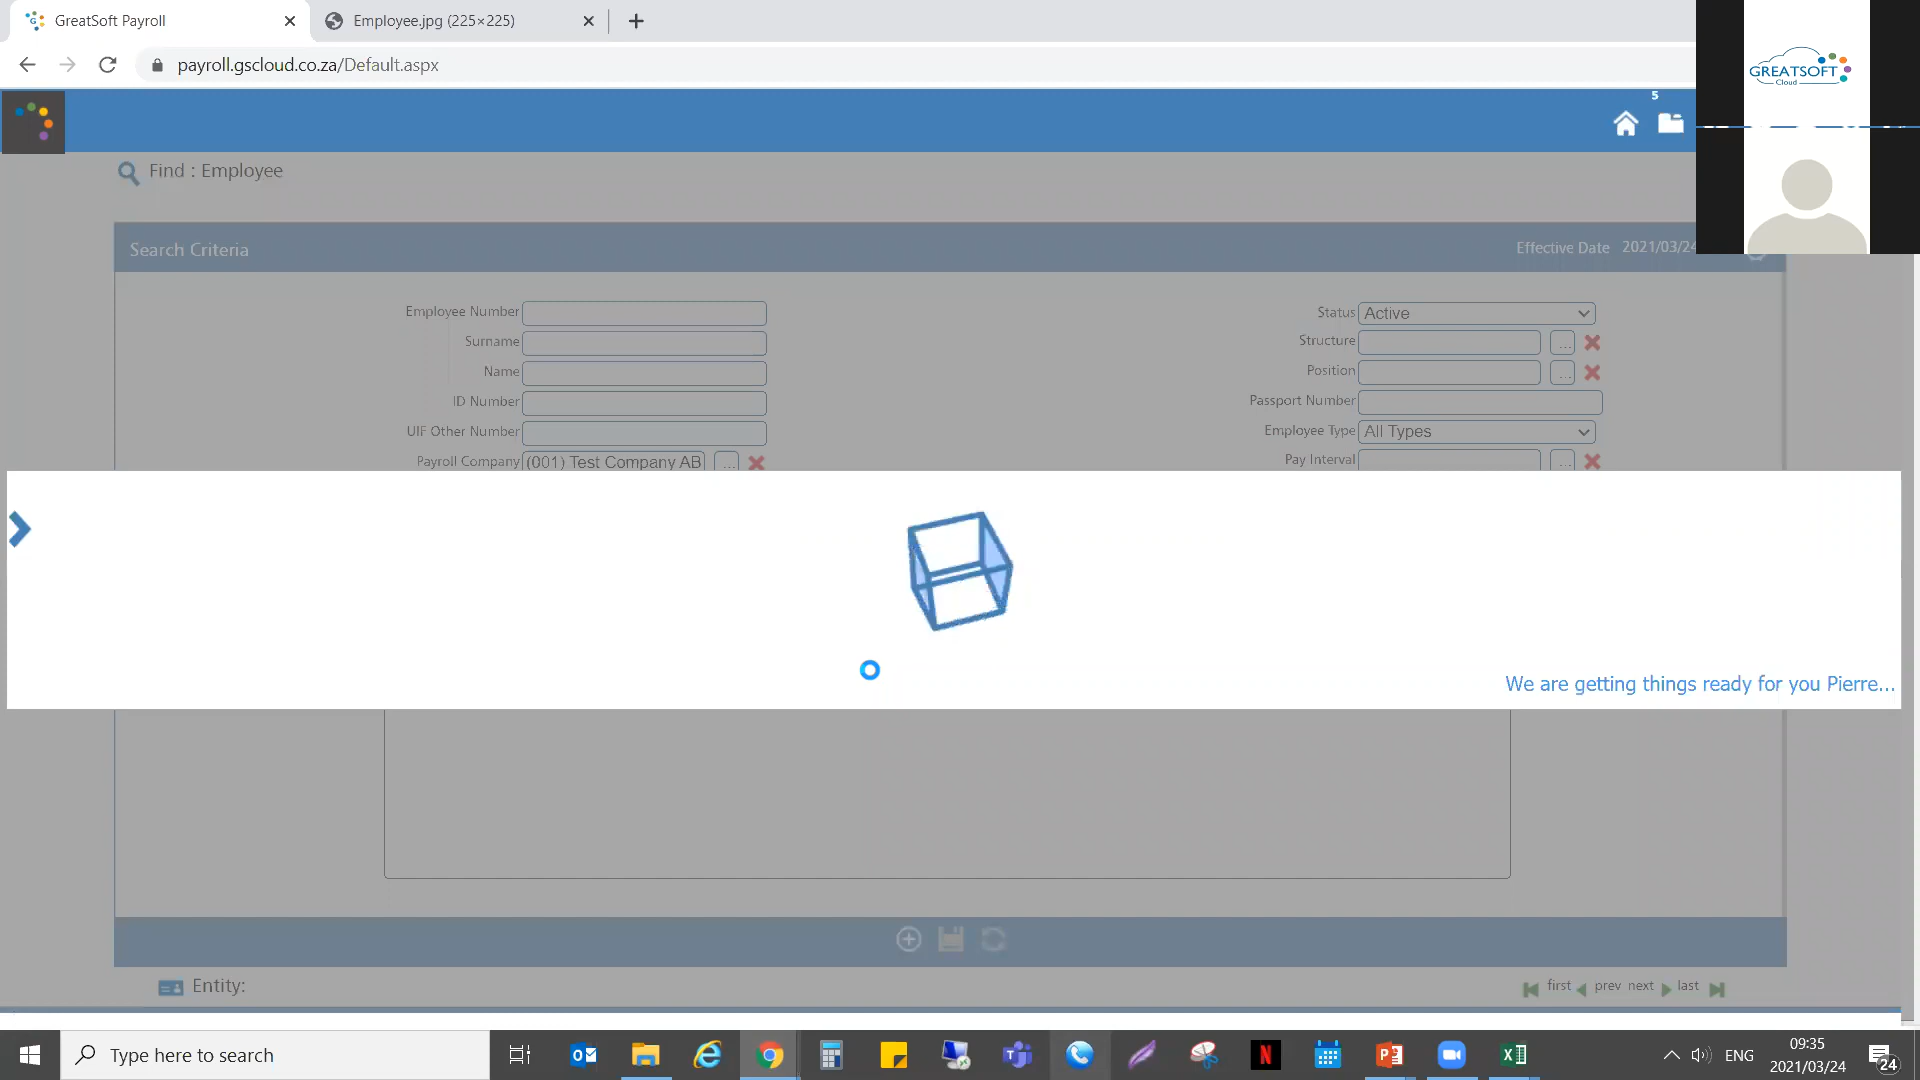 GreatSoft Payroll
Employee.jpg (225×225)
payroll.gscloud.co.za/Default.aspx
GREATSOFT
Cloud
5
Find : Employee
Search Criteria
Effective Date 2021/03/24
Employee Number
Status Active
Surname
Structure ...
Name
Position ...
ID Number
Passport Number
UIF Other Number
Employee Type All Types
Payroll Company (001) Test Company AB ...
Pay Interval ...
We are getting things ready for you Pierre...
Entity:
first prev next last
Type here to search
ENG
09:35
2021/03/24
24